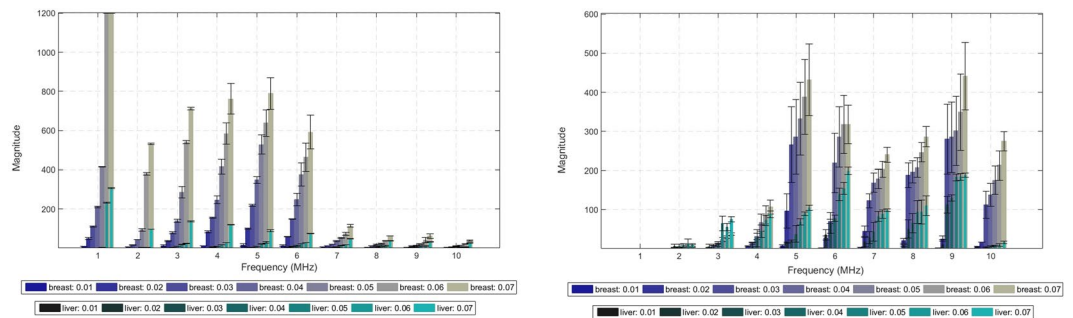 1200
1000
800
600
400
200
Magnitude
1 2 3 4 5 6 7 8 9 10
Frequency (MHz)
breast: 0.01 breast: 0.02 breast: 0.03 breast: 0.04 breast: 0.05 breast: 0.06 breast: 0.07
liver: 0.01 liver: 0.02 liver: 0.03 liver: 0.04 liver: 0.05 liver: 0.06 liver: 0.07
600
500
400
300
200
100
Magnitude
1 2 3 4 5 6 7 8 9 10
Frequency (MHz)
breast: 0.01 breast: 0.02 breast: 0.03 breast: 0.04 breast: 0.05 breast: 0.06 breast: 0.07
liver: 0.01 liver: 0.02 liver: 0.03 liver: 0.04 liver: 0.05 liver: 0.06 liver: 0.07